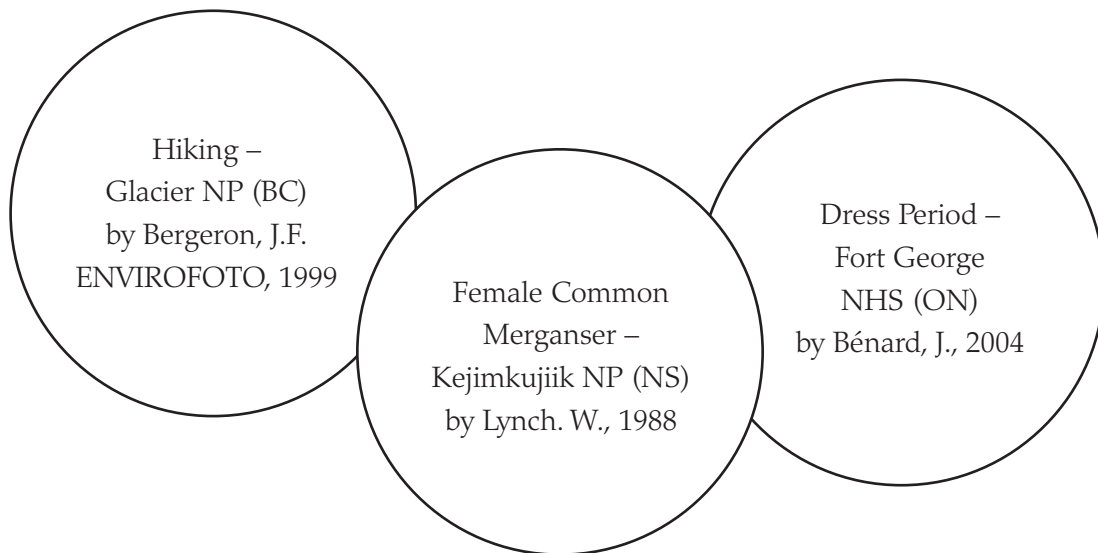 Hiking –
Glacier NP (BC)
by Bergeron, J.F.
ENVIROFOTO, 1999
Female Common
Merganser –
Kejimkujiik NP (NS)
by Lynch. W., 1988
Dress Period –
Fort George
NHS (ON)
by Bénard, J., 2004